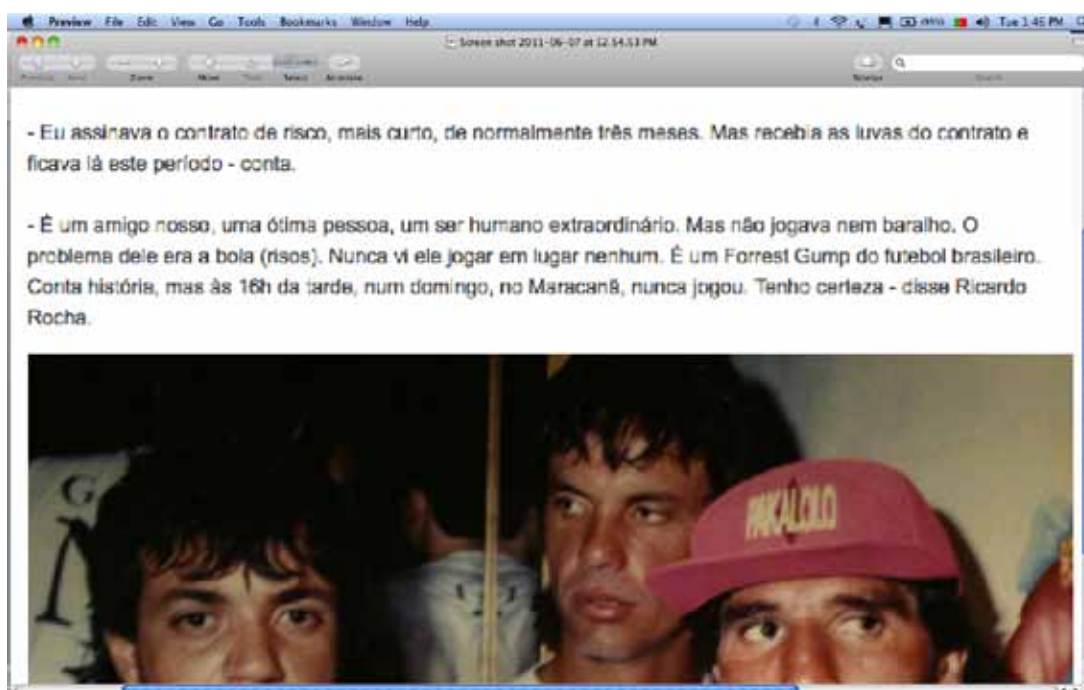 Preview File Edit View Go Tools Bookmarks Window Help
Tue 1:46 PM
Screen shot 2011-06-07 at 12.54.53 PM
Zoom Move Select Annotate
- Eu assinava o contrato de risco, mais curto, de normalmente três meses. Mas recebia as luvas do contrato e
ficava lá este período - conta.
- É um amigo nosso, uma ótima pessoa, um ser humano extraordinário. Mas não jogava nem baralho. O
problema dele era a bola (risos). Nunca vi ele jogar em lugar nenhum. É um Forrest Gump do futebol brasileiro.
Conta história, mas às 16h da tarde, num domingo, no Maracanã, nunca jogou. Tenho certeza - disse Ricardo
Rocha.
G
PAKALOLO